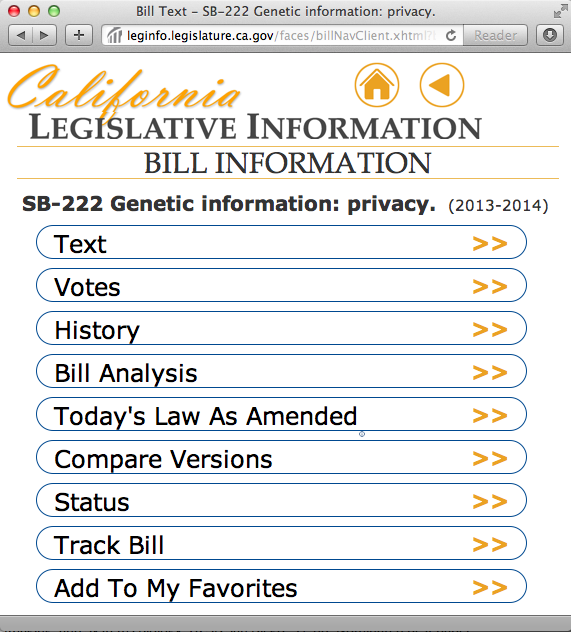 Bill Text – SB-222 Genetic information: privacy.
leginfo.legislature.ca.gov/faces/billNavClient.xhtml?
Reader
California
LEGISLATIVE INFORMATION
BILL INFORMATION
SB-222 Genetic information: privacy. (2013-2014)
Text >>
Votes >>
History >>
Bill Analysis >>
Today's Law As Amended >>
Compare Versions >>
Status >>
Track Bill >>
Add To My Favorites >>